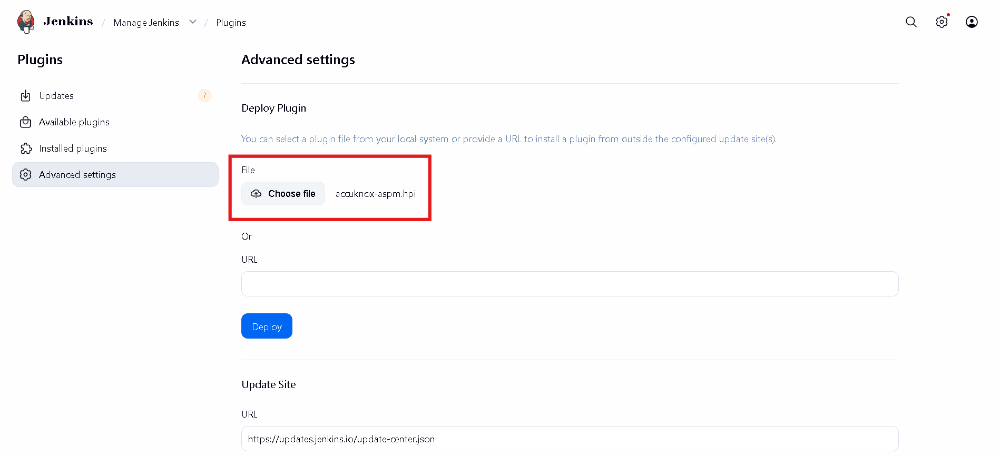 Jenkins / Manage Jenkins / Plugins
Plugins
Updates 7
Available plugins
Installed plugins
Advanced settings
Advanced settings
Deploy Plugin
You can select a plugin file from your local system or provide a URL to install a plugin from outside the configured update site(s).
File
Choose file accuknox-aspm.hpi
Or
URL
Deploy
Update Site
URL
https://updates.jenkins.io/update-center.json